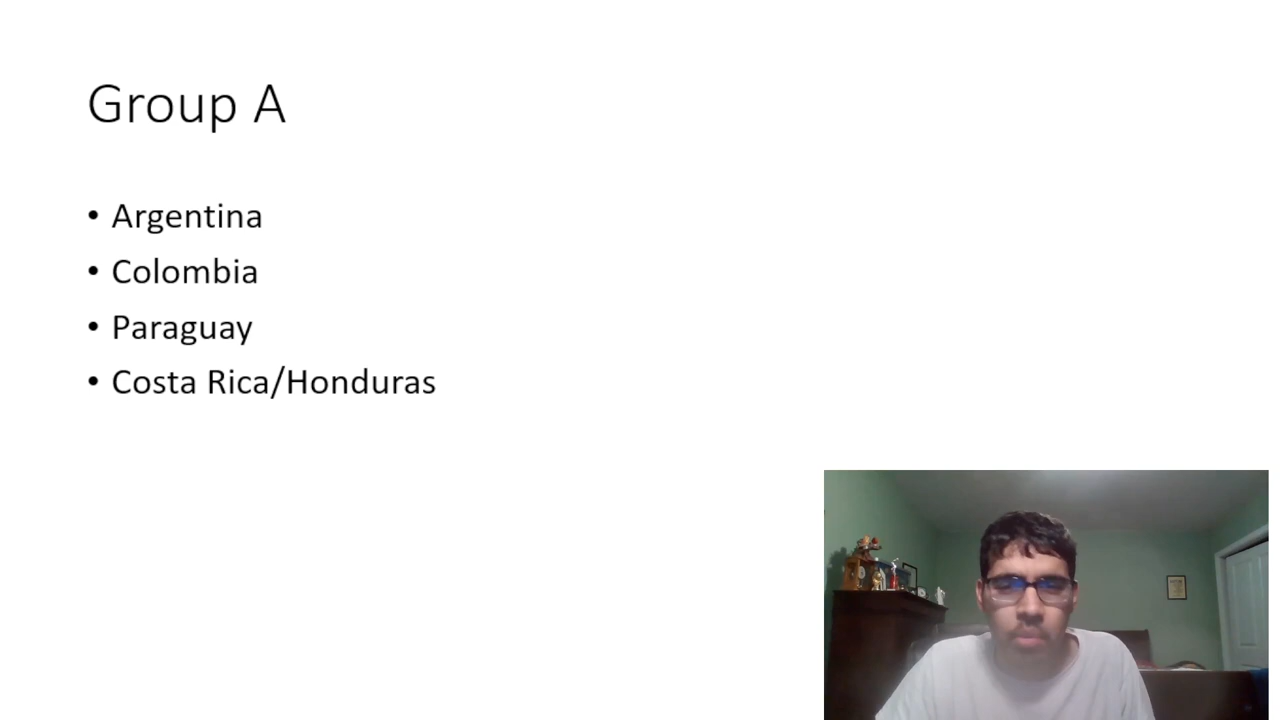 Group A
• Argentina
• Colombia
• Paraguay
• Costa Rica/Honduras